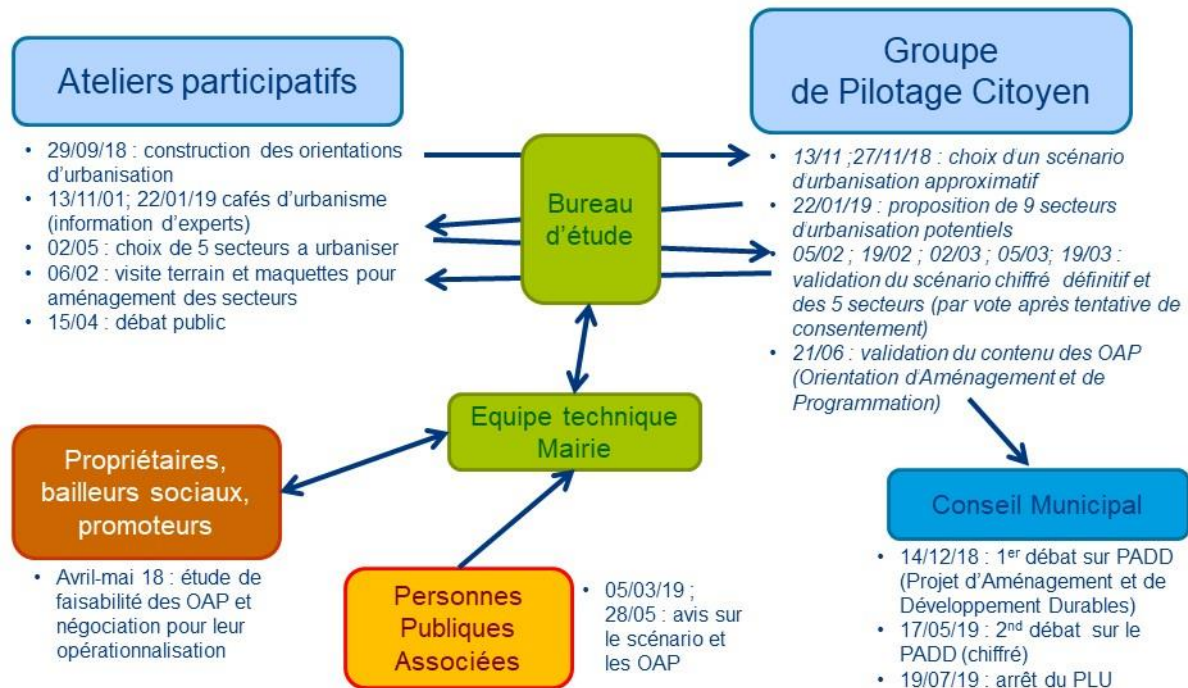 Ateliers participatifs
• 29/09/18 : construction des orientations
d'urbanisation
• 13/11/01; 22/01/19 cafés d'urbanisme
(information d'experts)
• 02/05 : choix de 5 secteurs a urbaniser
• 06/02 : visite terrain et maquettes pour
aménagement des secteurs
• 15/04 : débat public
Bureau
d'étude
Groupe
de Pilotage Citoyen
• 13/11 ;27/11/18 : choix d'un scénario
d'urbanisation approximatif
• 22/01/19 : proposition de 9 secteurs
d'urbanisation potentiels
• 05/02 ; 19/02 ; 02/03 ; 05/03; 19/03 :
validation du scénario chiffré définitif et
des 5 secteurs (par vote après tentative de
consentement)
• 21/06 : validation du contenu des OAP
(Orientation d'Aménagement et de
Programmation)
Equipe technique
Mairie
Propriétaires,
bailleurs sociaux,
promoteurs
• Avril-mai 18 : étude de
faisabilité des OAP et
négociation pour leur
opérationnalisation
Personnes
Publiques
Associées
• 05/03/19 ;
28/05 : avis sur
le scénario et
les OAP
Conseil Municipal
• 14/12/18 : 1er débat sur PADD
(Projet d'Aménagement et de
Développement Durables)
• 17/05/19 : 2nd débat sur le
PADD (chiffré)
• 19/07/19 : arrêt du PLU